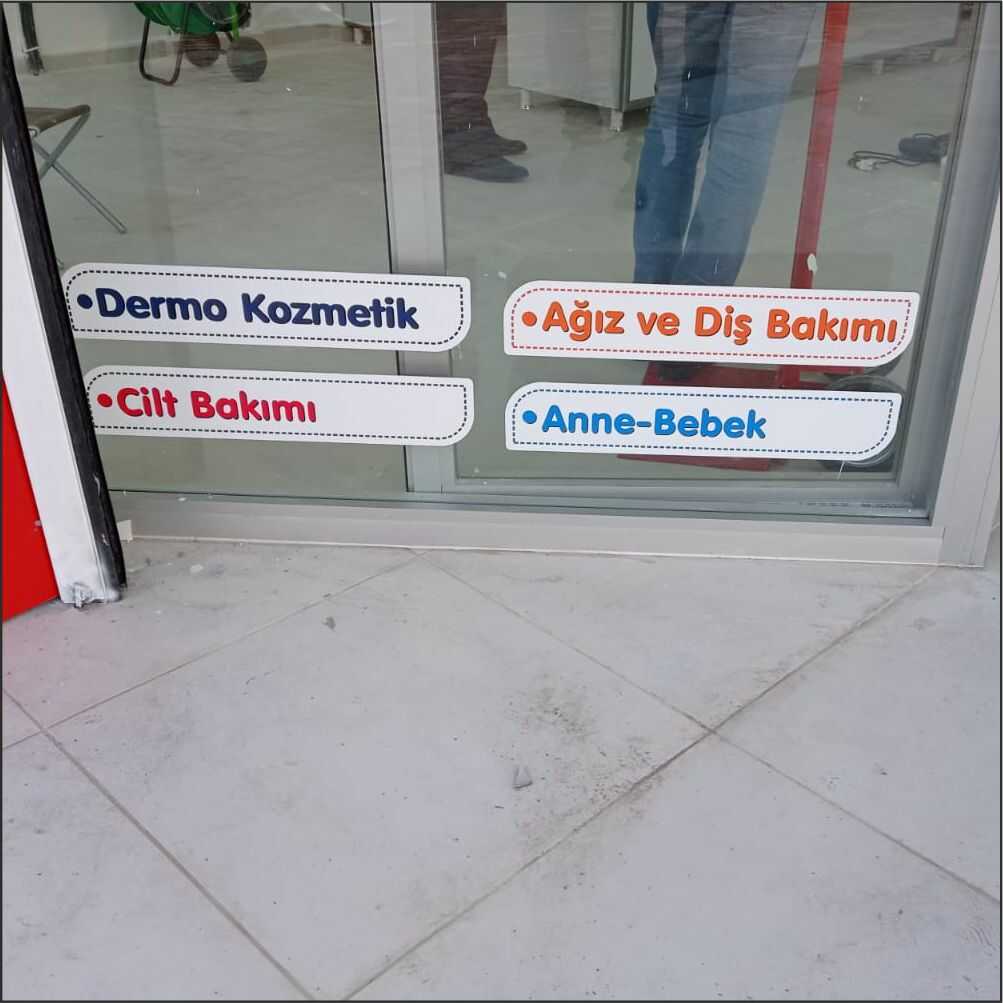 •Dermo Kozmetik
•Cilt Bakımı
•Ağız ve Diş Bakımı
•Anne-Bebek